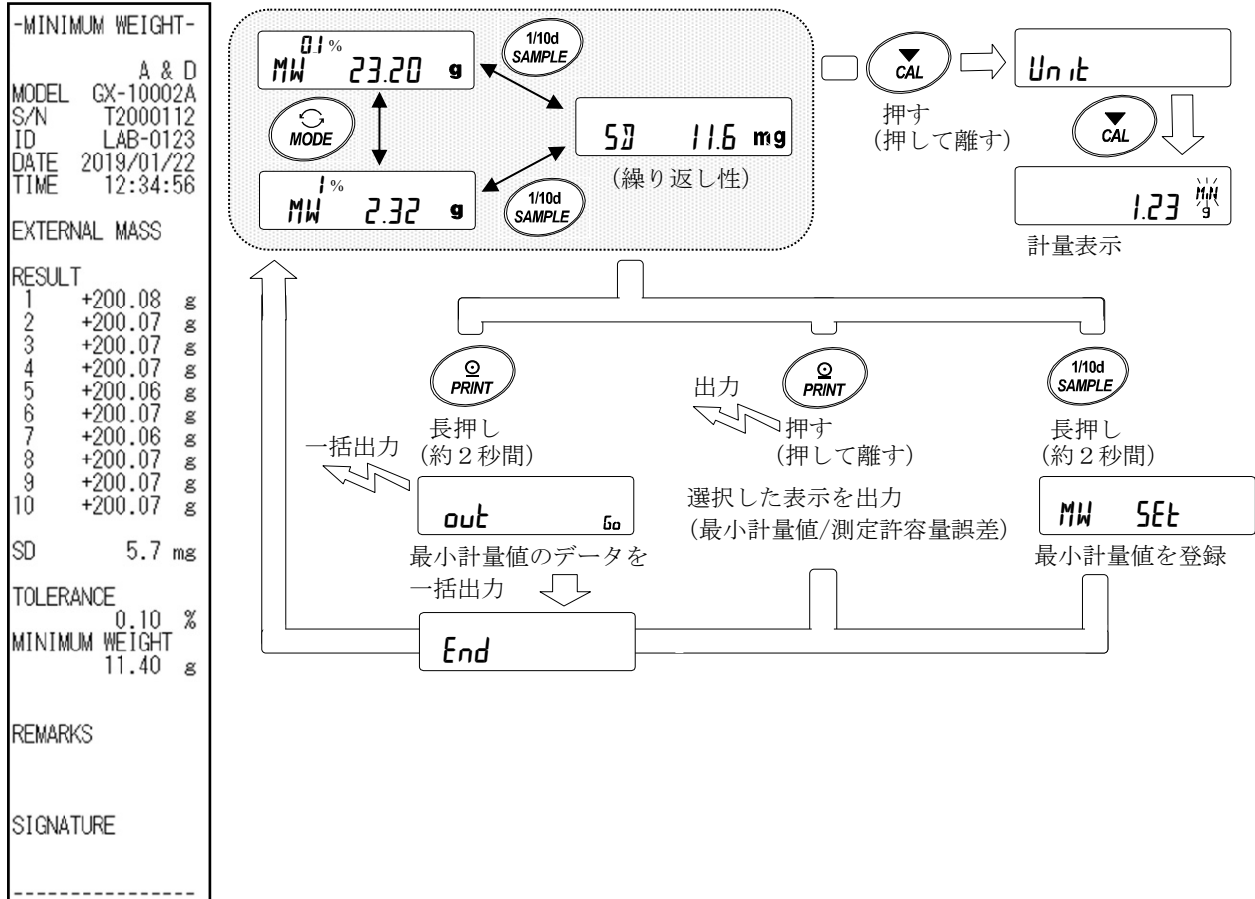 -MINIMUM WEIGHT-
A & D
MODEL GX-10002A
S/N T2000112
ID LAB-0123
DATE 2019/01/22
TIME 12:34:56
EXTERNAL MASS
RESULT
1 +200.08 g
2 +200.07 g
3 +200.07 g
4 +200.07 g
5 +200.06 g
6 +200.07 g
7 +200.06 g
8 +200.07 g
9 +200.07 g
10 +200.07 g
SD 5.7 mg
TOLERANCE
0.10 %
MINIMUM WEIGHT
11.40 g
REMARKS
SIGNATURE
----------------
0.1 %
MW 23.20 g
1/10d
SAMPLE
MODE
SD 11.6 mg
(繰り返し性)
1 %
MW 2.32 g
1/10d
SAMPLE
CAL
押す
(押して離す)
Unit
CAL
1.23 MIN
g
計量表示
PRINT
長押し
(約2秒間)
一括出力
out Go
最小計量値のデータを
一括出力
End
出力
PRINT
押す
(押して離す)
選択した表示を出力
(最小計量値/測定許容量誤差)
1/10d
SAMPLE
長押し
(約2秒間)
MW SEt
最小計量値を登録